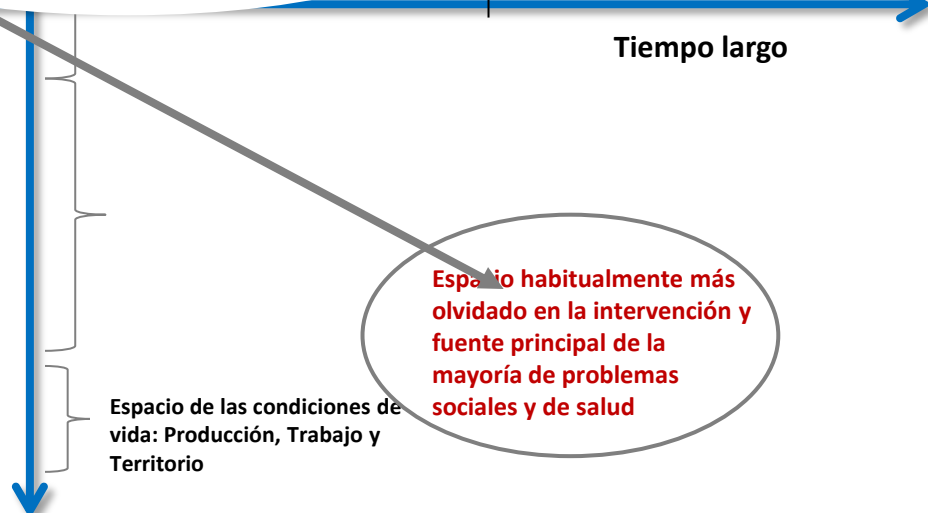 Tiempo largo
Espacio habitualmente más
olvidado en la intervención y
fuente principal de la
mayoría de problemas
sociales y de salud
Espacio de las condiciones de
vida: Producción, Trabajo y
Territorio